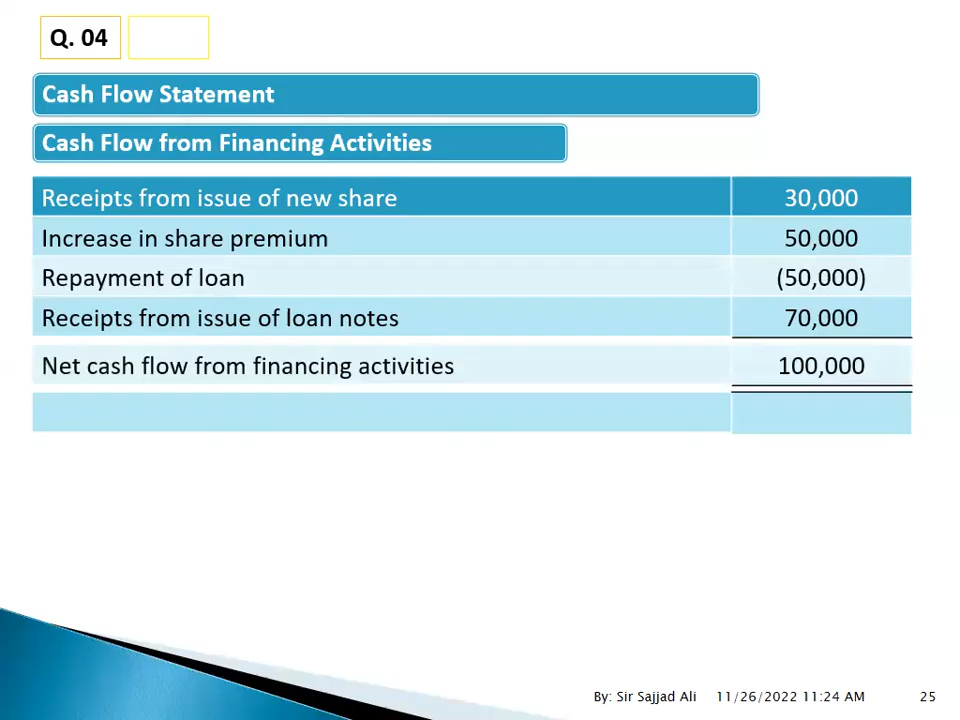 Q. 04
Cash Flow Statement
Cash Flow from Financing Activities
Receipts from issue of new share 30,000
Increase in share premium 50,000
Repayment of loan (50,000)
Receipts from issue of loan notes 70,000
Net cash flow from financing activities 100,000
By: Sir Sajjad Ali 11/26/2022 11:24 AM 25